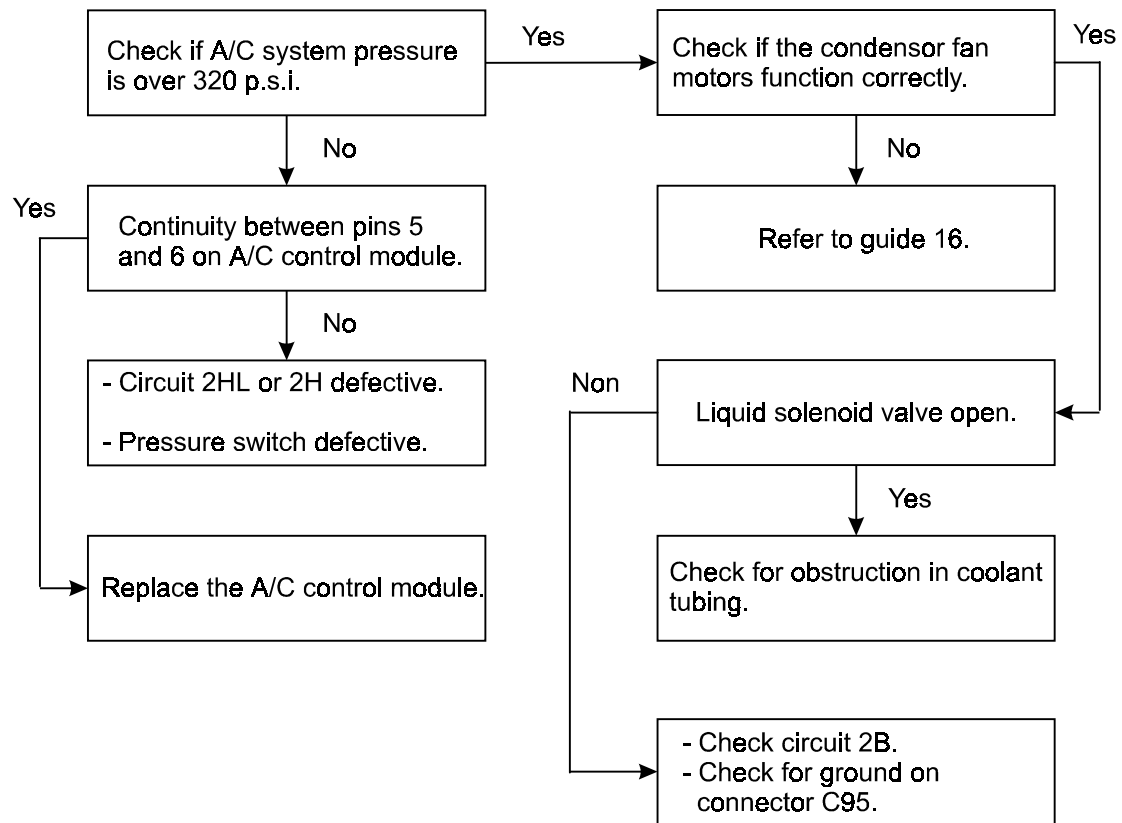 Check if A/C system pressure
is over 320 p.s.i.
Yes
Check if the condensor fan
motors function correctly.
Yes
No
No
Yes
Continuity between pins 5
and 6 on A/C control module.
Refer to guide 16.
No
- Circuit 2HL or 2H defective.
- Pressure switch defective.
Non
Liquid solenoid valve open.
Yes
Replace the A/C control module.
Check for obstruction in coolant
tubing.
- Check circuit 2B.
- Check for ground on
connector C95.